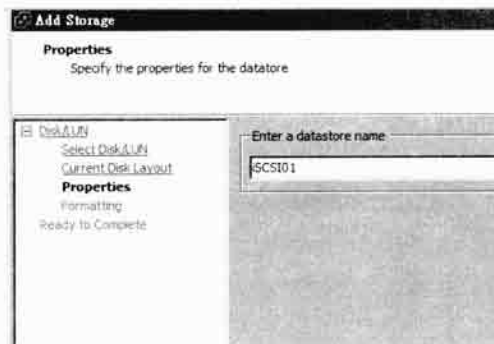 Add Storage
Properties
Specify the properties for the datatore
Disk/LUN
Select Disk/LUN
Current Disk Layout
Properties
Formatting
Ready to Complete
Enter a datastore name
iSCSI01